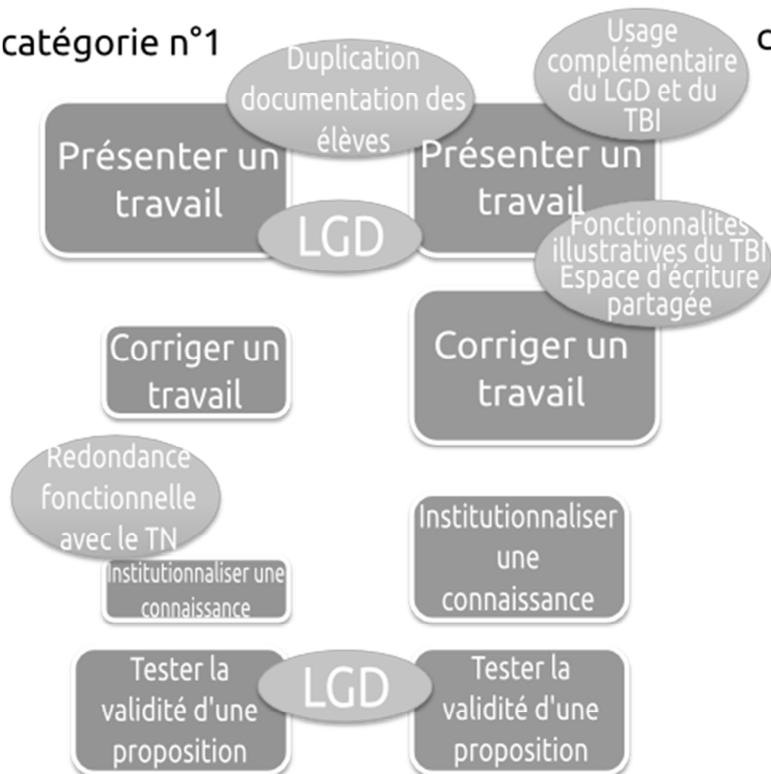 catégorie n°1
c
Duplication
documentation des
élèves
Usage
complémentaire
du LGD et du
TBI
Présenter un
travail
Présenter un
travail
LGD
Fonctionnalités
illustratives du TBI
Espace d'écriture
partagée
Corriger un
travail
Corriger un
travail
Redondance
fonctionnelle
avec le TN
Institutionnaliser une
connaissance
Institutionnaliser
une
connaissance
Tester la
validité d'une
proposition
LGD
Tester la
validité d'une
proposition